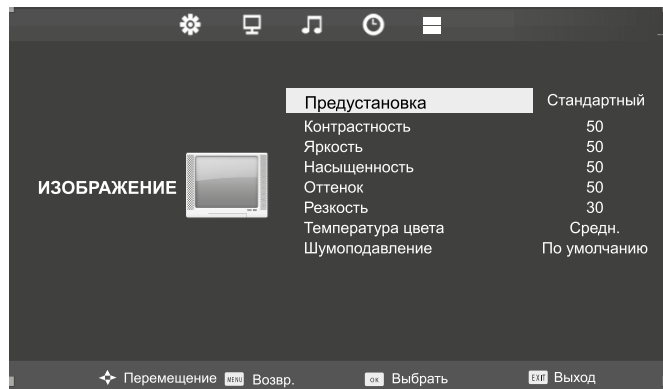 Предустановка Стандартный
Контрастность 50
Яркость 50
Насыщенность 50
ИЗОБРАЖЕНИЕ
Оттенок 50
Резкость 30
Температура цвета Средн.
Шумоподавление По умолчанию
Перемещение MENU Возвр. OK Выбрать EXIT Выход